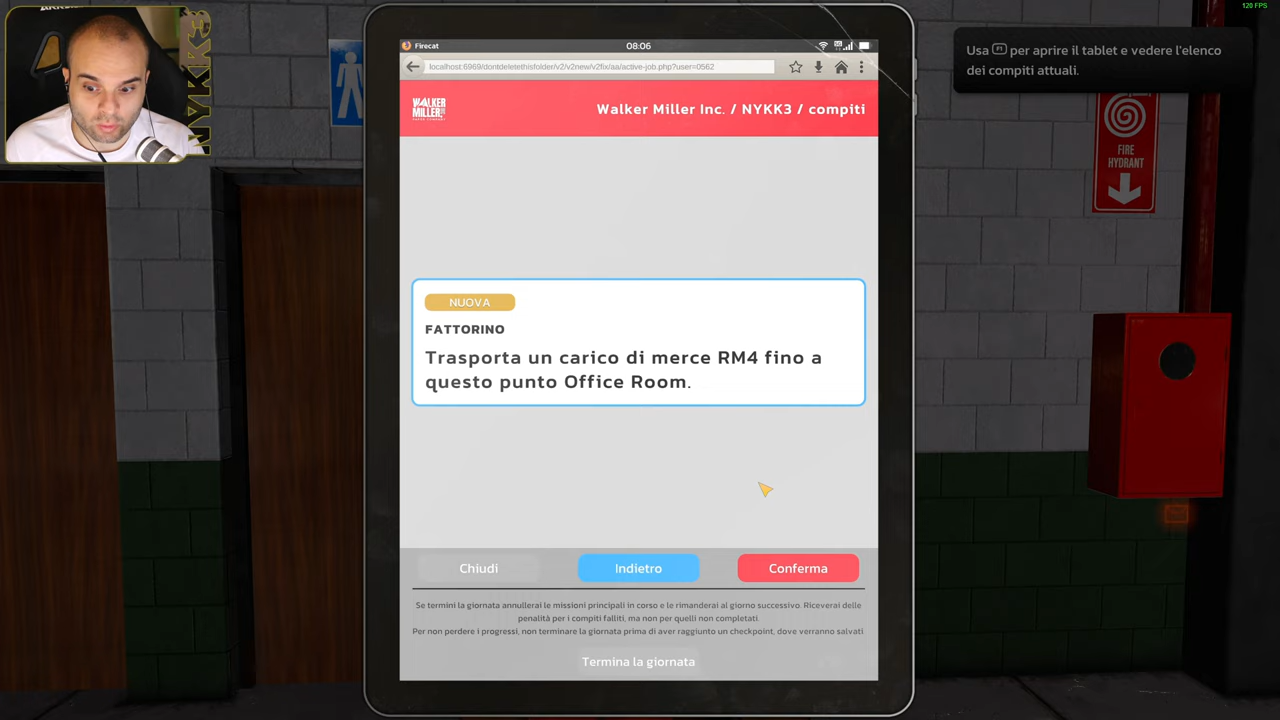 120 FPS
NYKK3
Firecat
08:06
localhost:6969/dontdeletethisfolder/v2/v2new/v2fix/aa/active-job.php?user=0562
WALKER
MILLER
Walker Miller Inc. / NYKK3 / compiti
Usa F1 per aprire il tablet e vedere l'elenco
dei compiti attuali.
FIRE
HYDRANT
NUOVA
FATTORINO
Trasporta un carico di merce RM4 fino a
questo punto Office Room.
Chiudi
Indietro
Conferma
Se termini la giornata annullerai le missioni principali in corso e le rimanderai al giorno successivo. Riceverai delle
penalità per i compiti falliti, ma non per quelli non completati.
Per non perdere i progressi, non terminare la giornata prima di aver raggiunto un checkpoint, dove verranno salvati
Termina la giornata